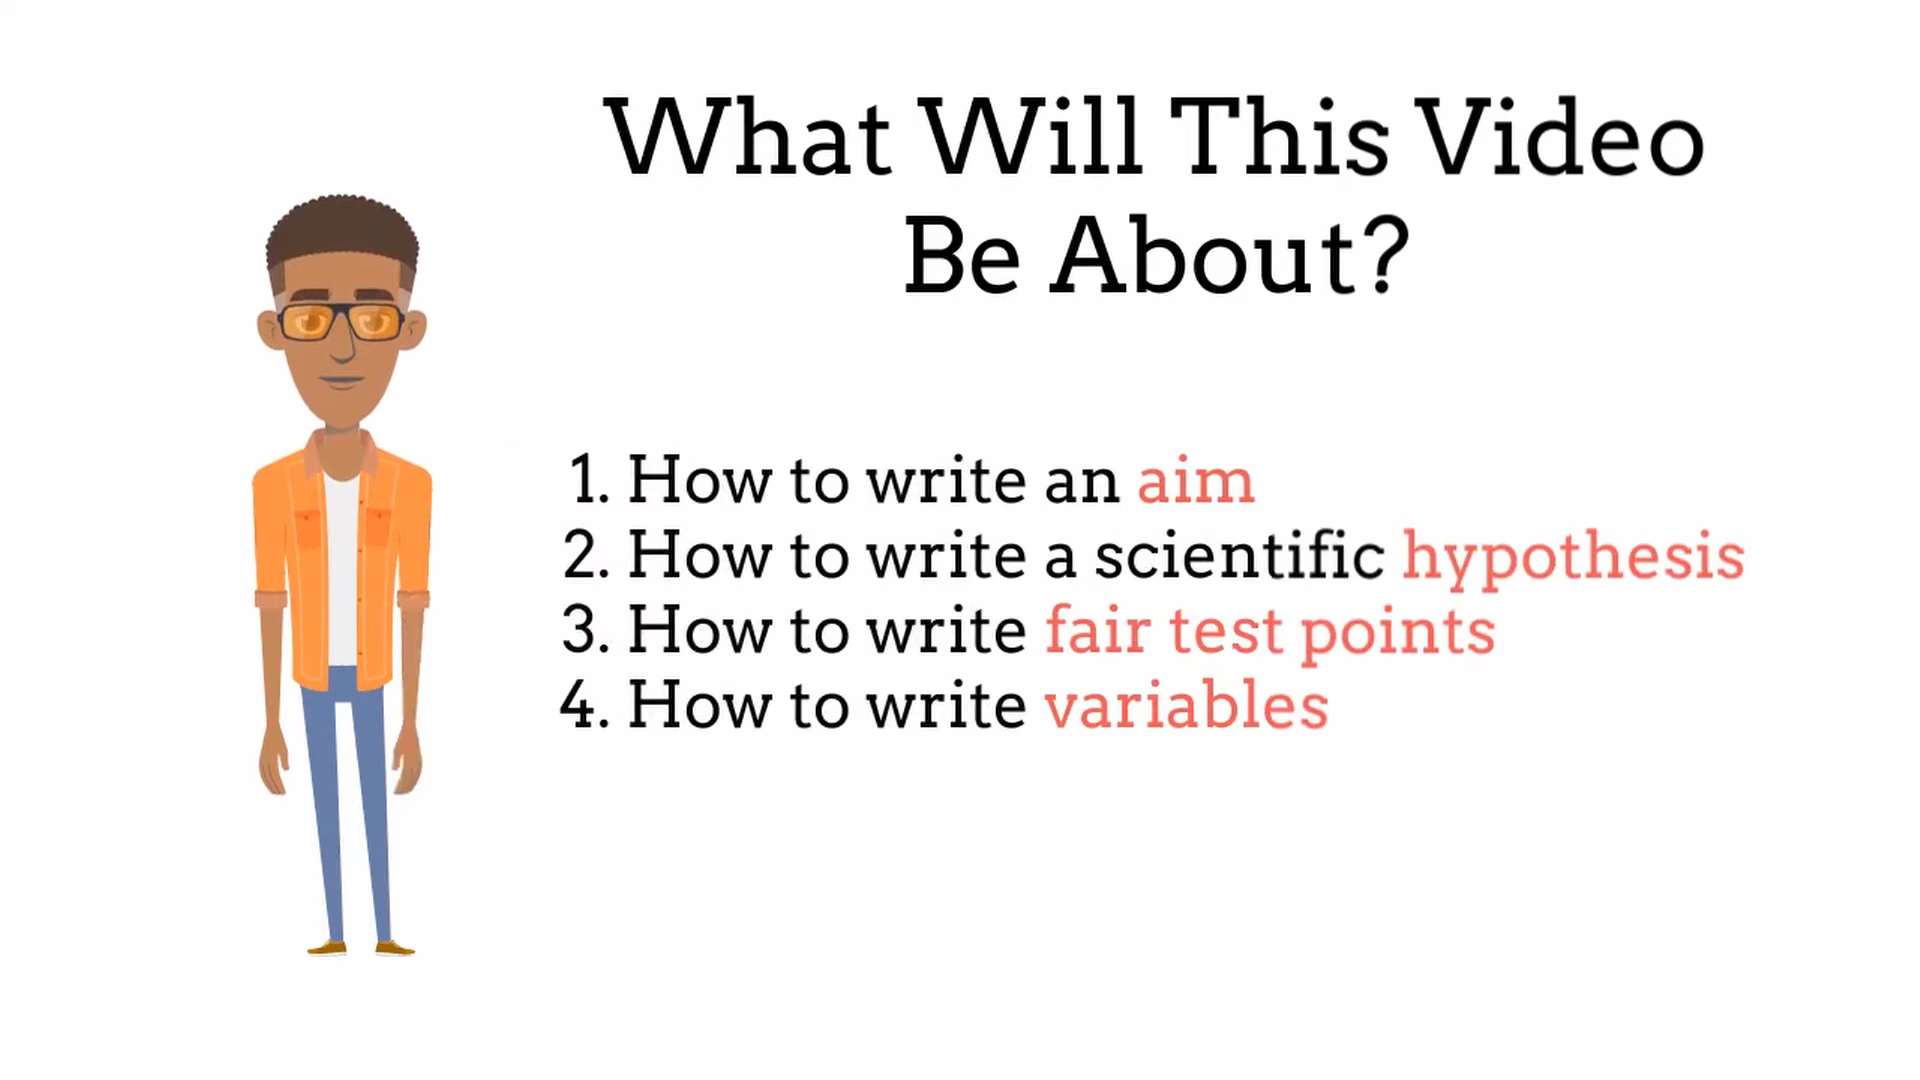 What Will This Video
Be About?
1. How to write an aim
2. How to write a scientific hypothesis
3. How to write fair test points
4. How to write variables